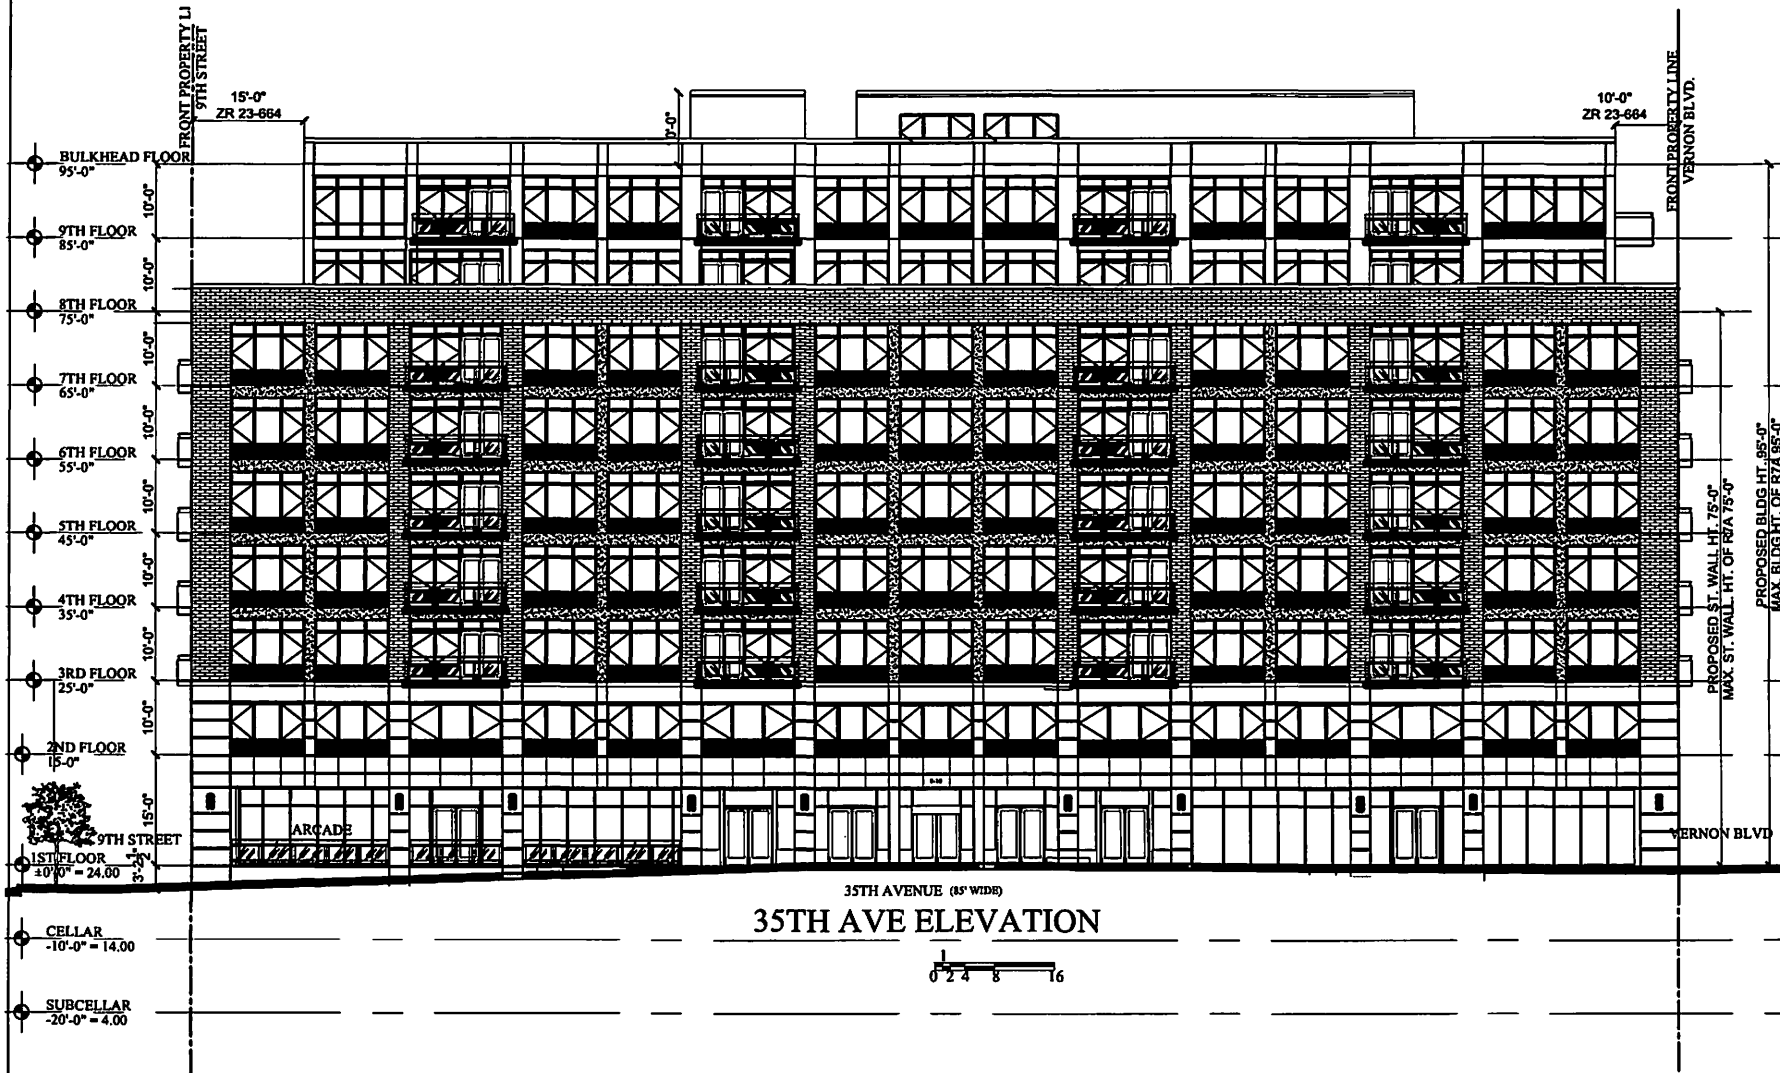 FRONT PROPERTY LI
9TH STREET
15'-0"
ZR 23-664
10'-0"
ZR 23-664
FRONT PROPERTY LINE
VERNON BLVD.
BULKHEAD FLOOR
95'-0"
10'-0"
9TH FLOOR
85'-0"
10'-0"
8TH FLOOR
75'-0"
10'-0"
7TH FLOOR
65'-0"
10'-0"
6TH FLOOR
55'-0"
10'-0"
5TH FLOOR
45'-0"
10'-0"
4TH FLOOR
35'-0"
10'-0"
3RD FLOOR
25'-0"
10'-0"
2ND FLOOR
15-0"
15'-0"
PROPOSED ST. WALL HT. 75'-0"
MAX. ST. WALL HT. OF R7A 75'-0"
PROPOSED BLDG HT. 95'-0"
MAX. BLDG HT. OF R7A 95'-0"
ARCADE
9TH STREET
VERNON BLVD
1ST FLOOR
±0'-0" = 24.00
35TH AVENUE (85' WIDE)
35TH AVE ELEVATION
CELLAR
-10'-0" = 14.00
1
0 2 4 8 16
SUBCELLAR
-20'-0" = 4.00